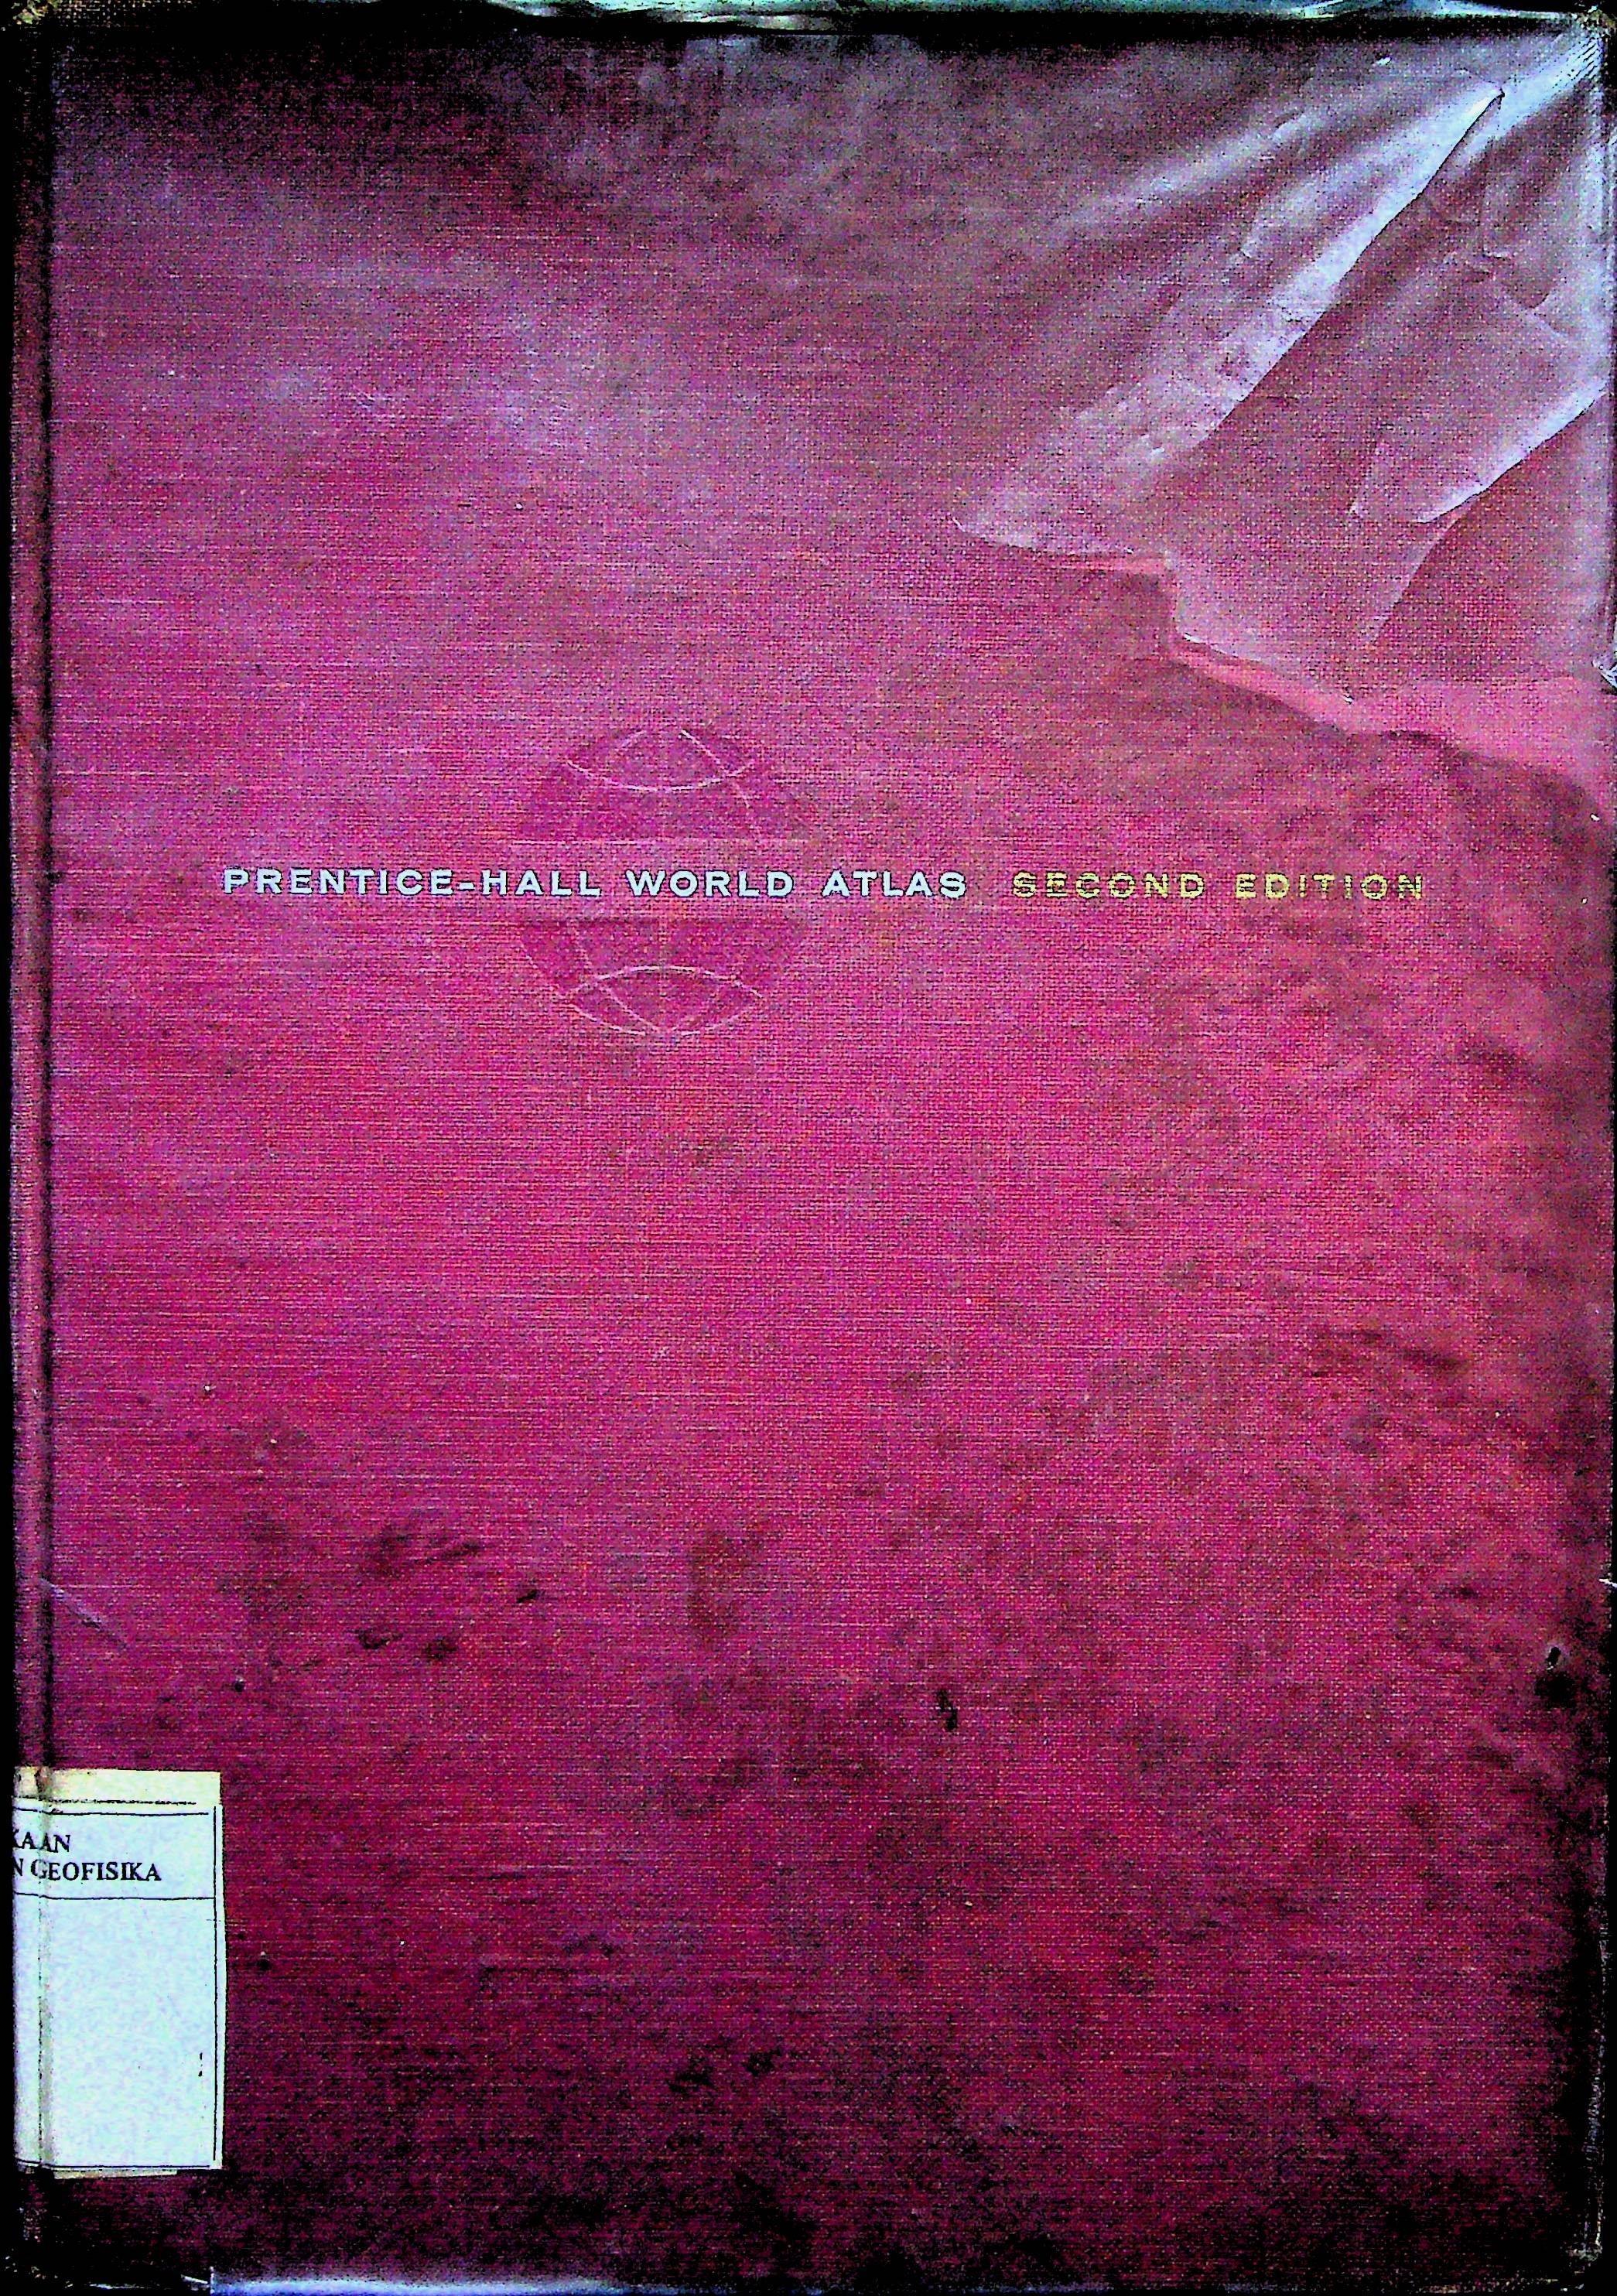 PRENTICE-HALL WORLD ATLAS SECOND EDITION
KAAN
N GEOFISIKA